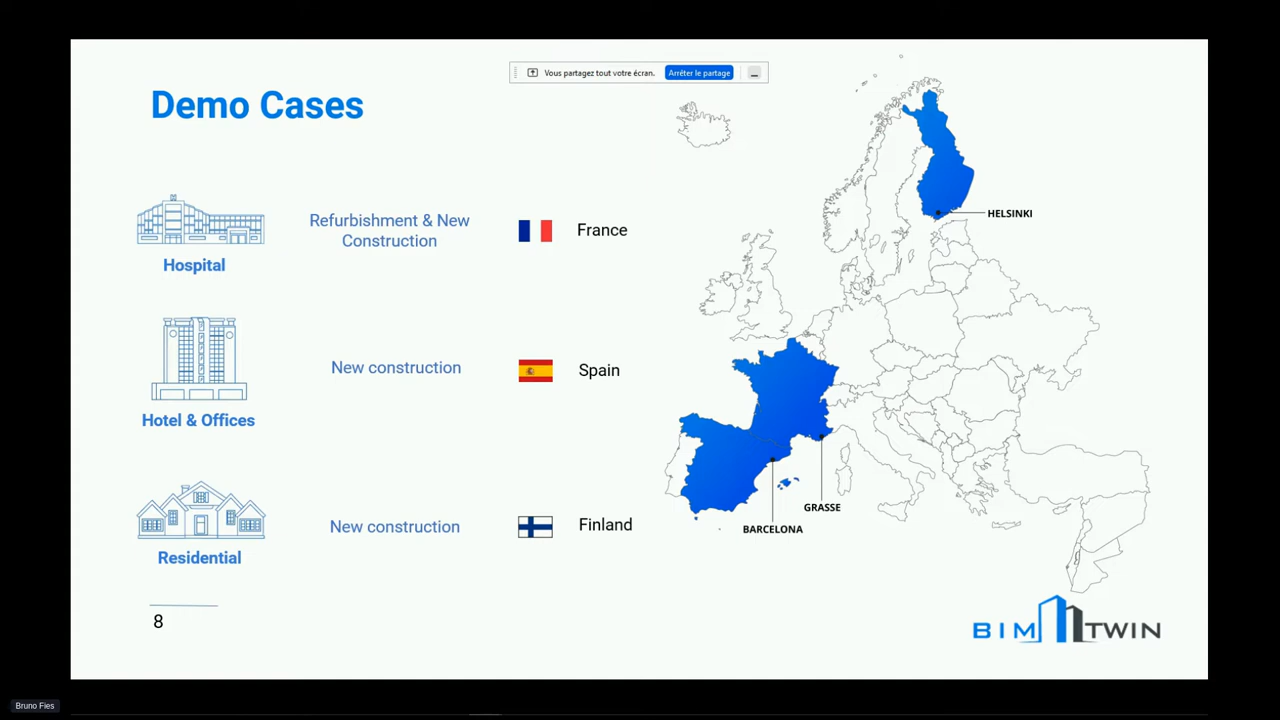 Vous partagez tout votre écran. Arrêter le partage
Demo Cases
Refurbishment & New
Construction
France
Hospital
New construction
Spain
Hotel & Offices
New construction
Finland
Residential
HELSINKI
GRASSE
BARCELONA
8
BIM TWIN
Bruno Fies